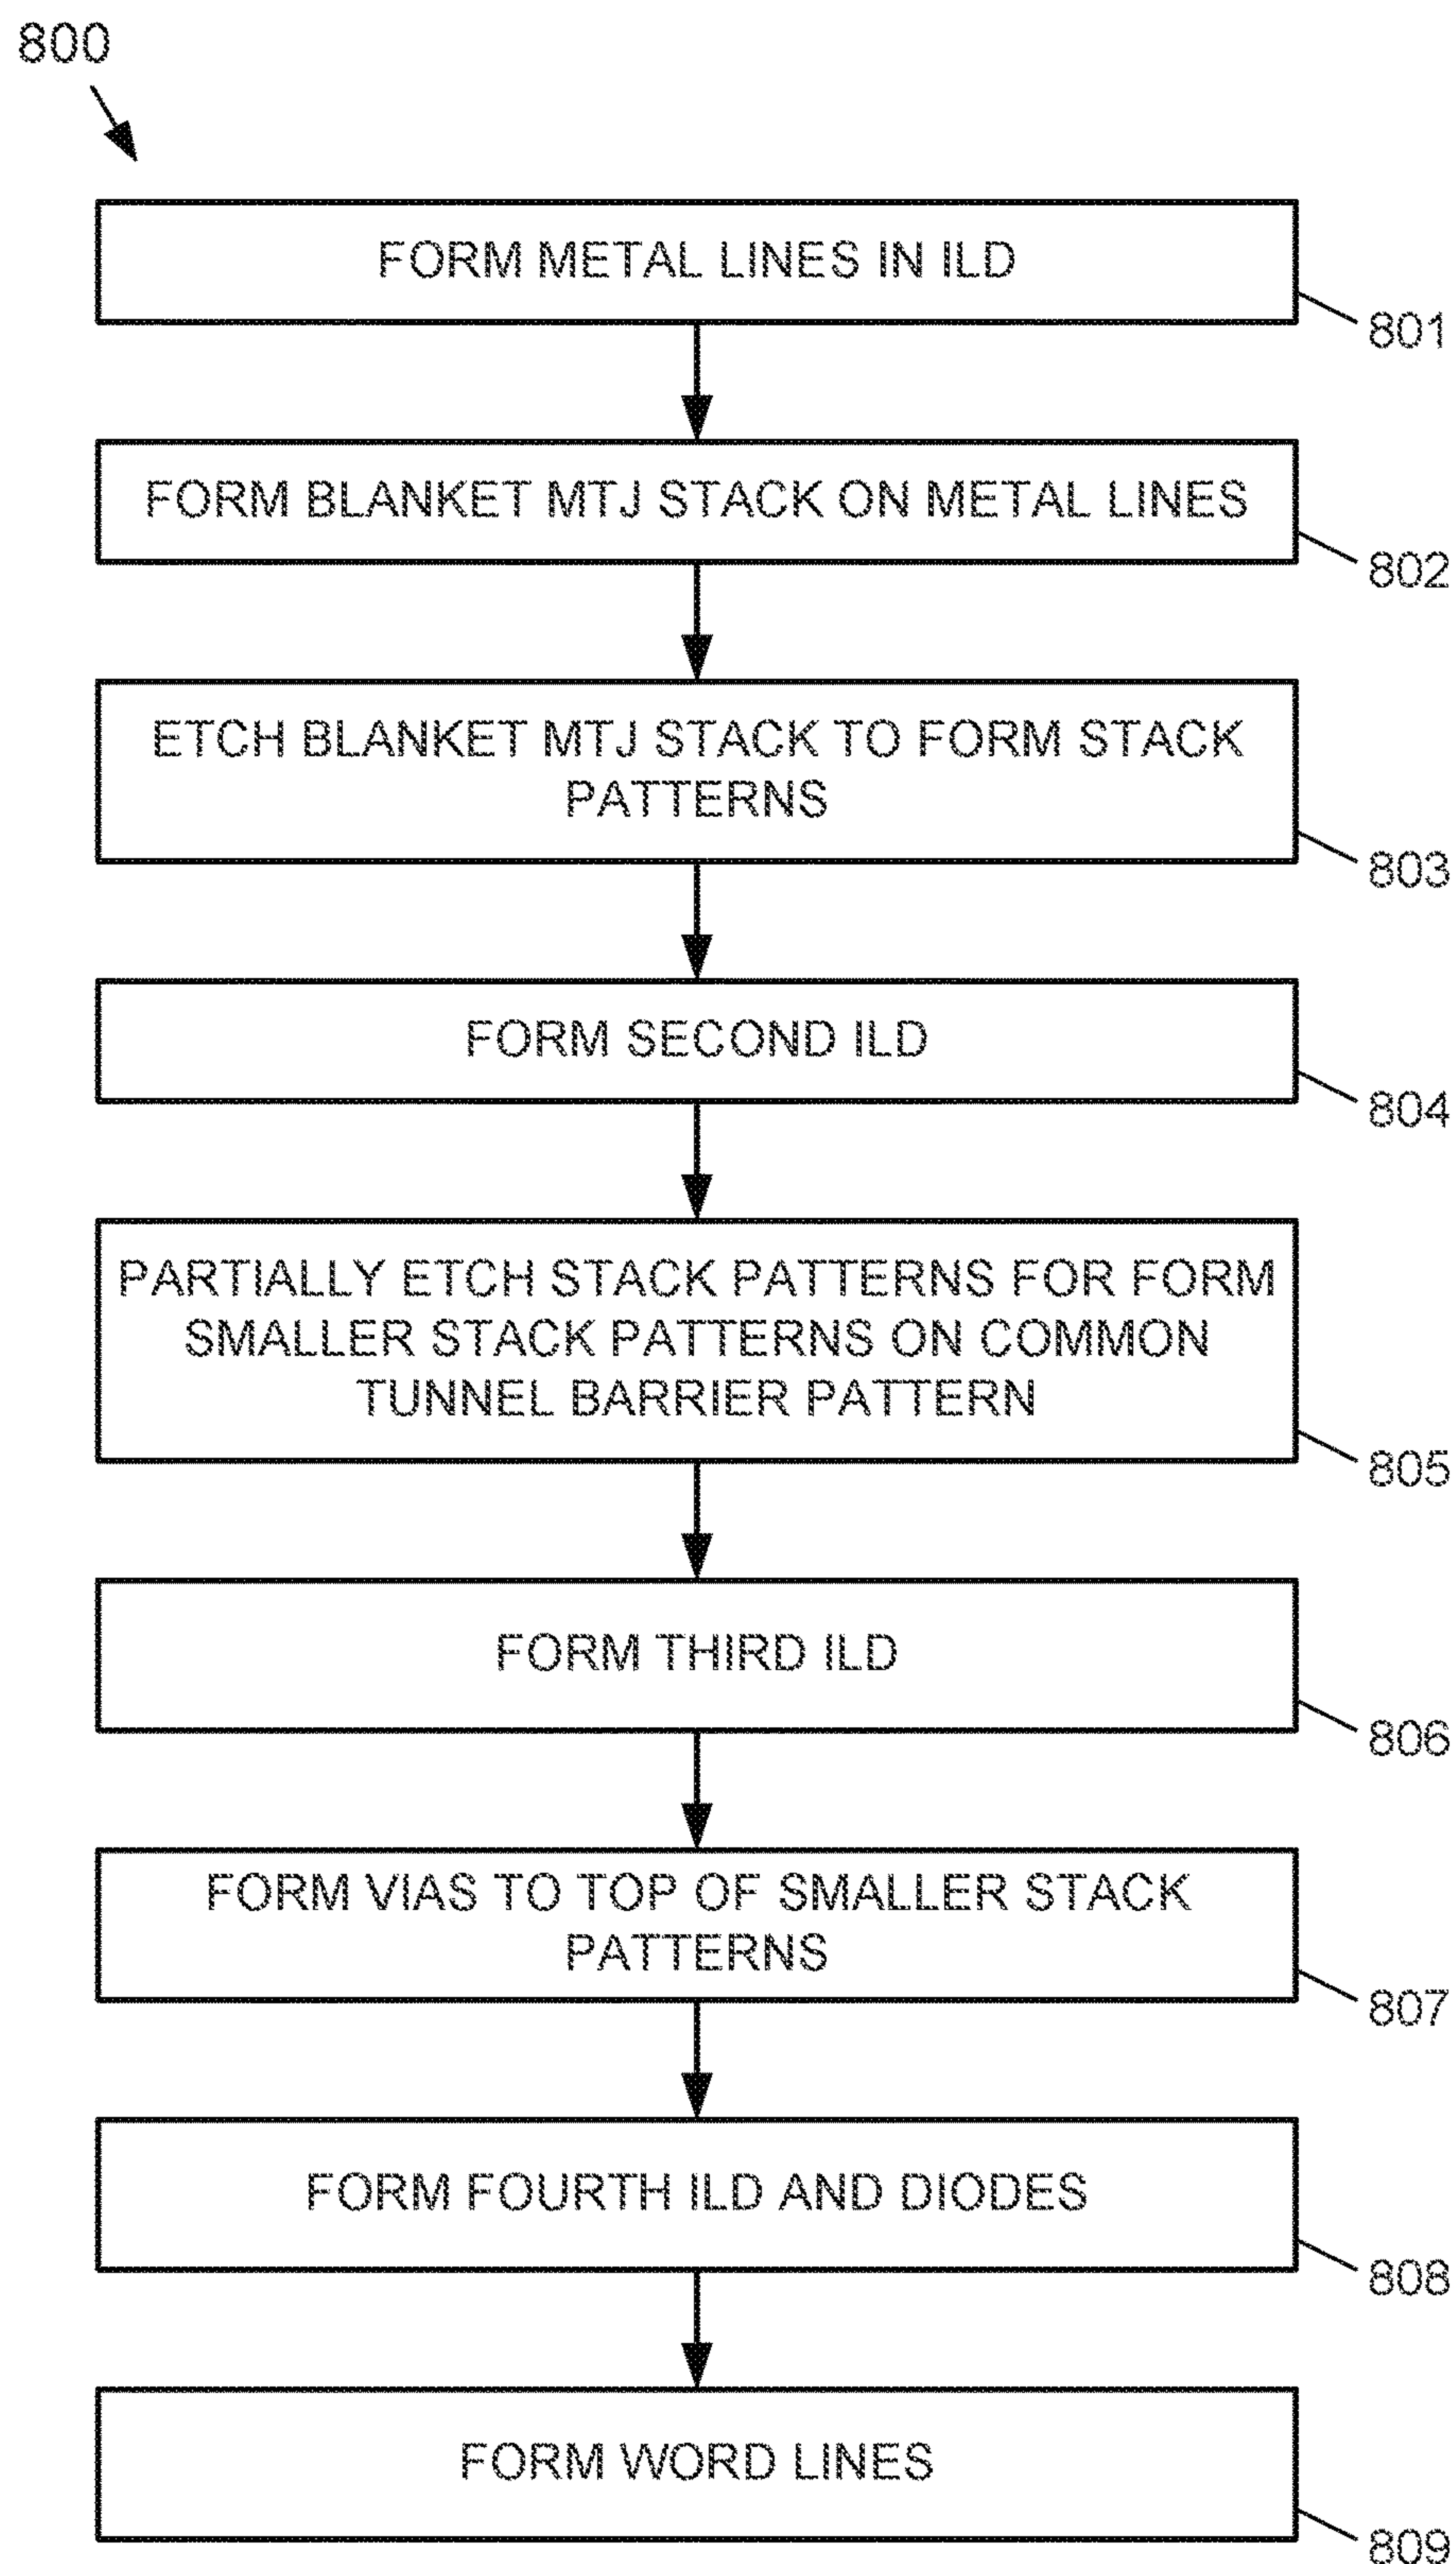 800
FORM METAL LINES IN ILD
801
FORM BLANKET MTJ STACK ON METAL LINES
802
ETCH BLANKET MTJ STACK TO FORM STACK
PATTERNS
803
FORM SECOND ILD
804
PARTIALLY ETCH STACK PATTERNS FOR FORM
SMALLER STACK PATTERNS ON COMMON
TUNNEL BARRIER PATTERN
805
FORM THIRD ILD
806
FORM VIAS TO TOP OF SMALLER STACK
PATTERNS
807
FORM FOURTH ILD AND DIODES
808
FORM WORD LINES
809